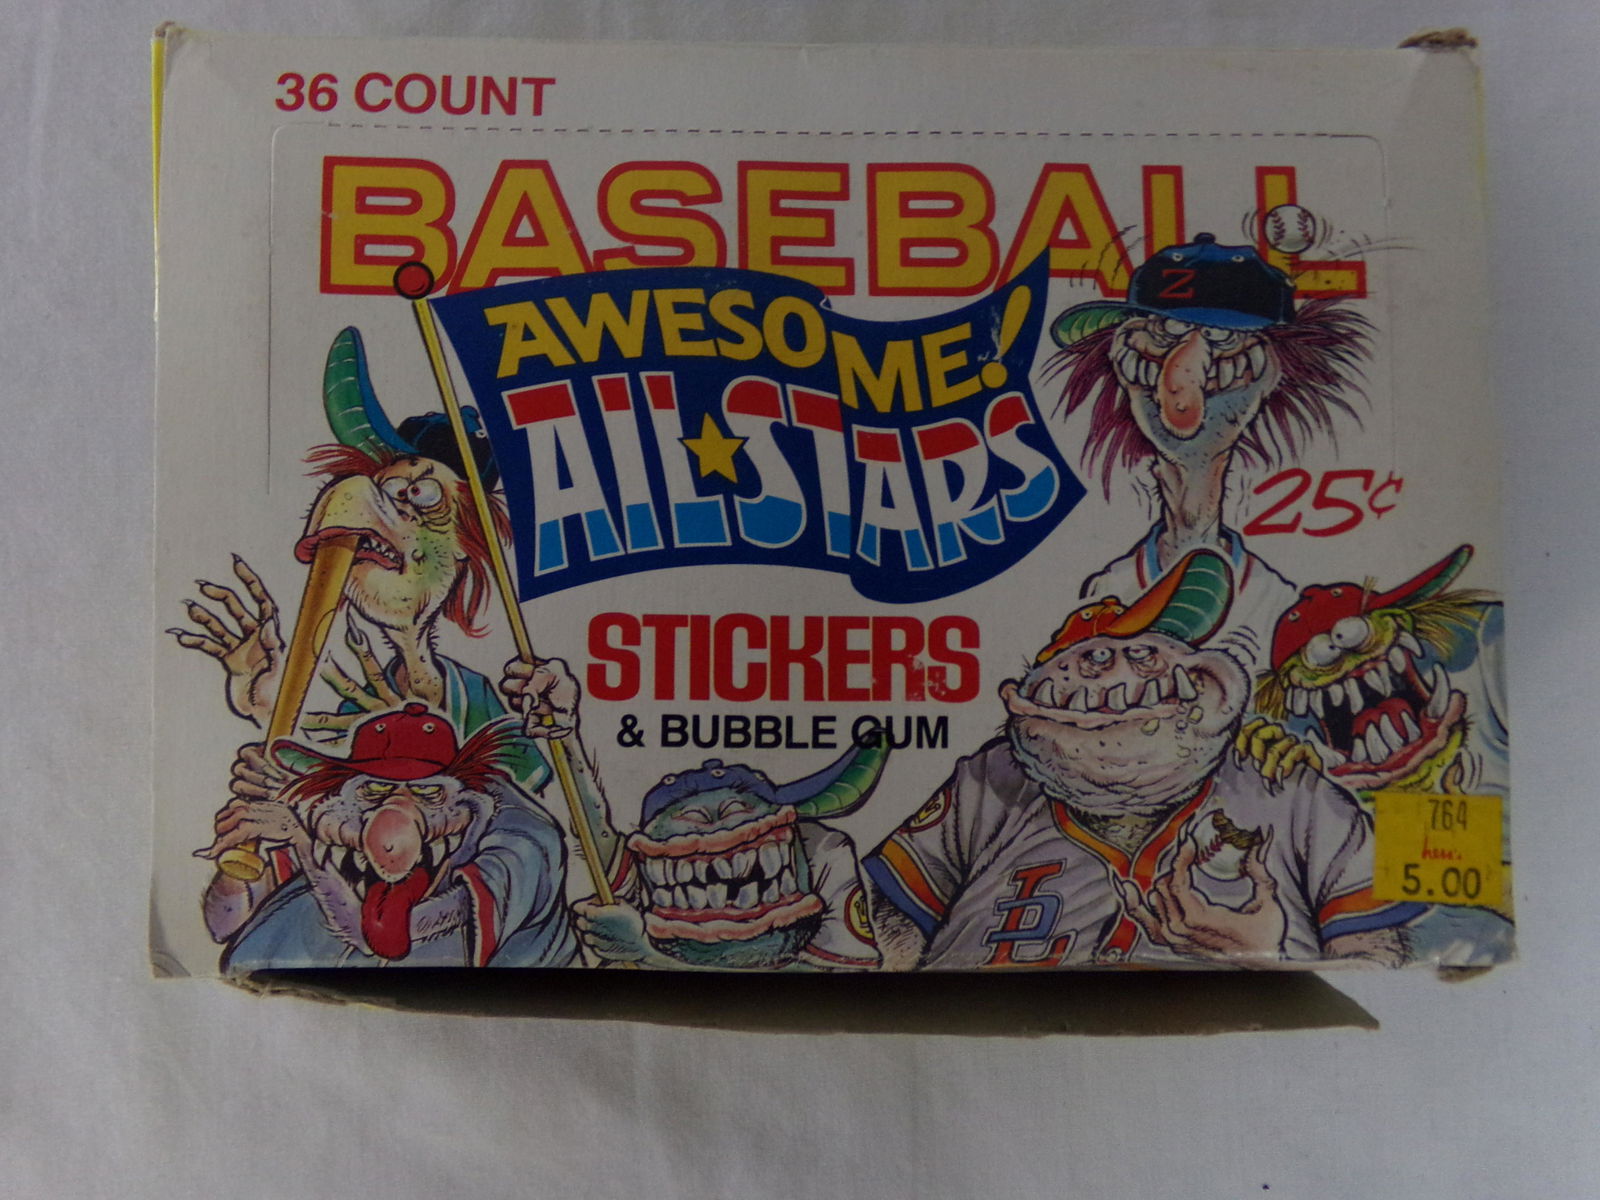 36 COUNT
BASEBALL
AWESOME!
ALL★STARS
25¢
STICKERS
& BUBBLE GUM
Z
764
5.00